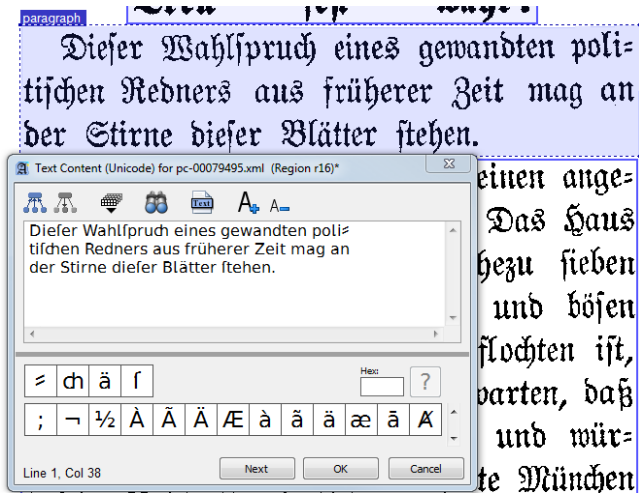 paragraph
Dieſer Wahlſpruch eines gewandten poli⸗
tiſchen Redners aus früherer Zeit mag an
der Stirne dieſer Blätter ſtehen.
Text Content (Unicode) for pc-00079495.xml (Region r16)*
Text
A
A
Dieſer Wahlſpruch eines gewandten poli⸗
tiſchen Redners aus früherer Zeit mag an
der Stirne dieſer Blätter ſtehen.
⸗ ch ä ſ
Hex:
?
; ¬ ½ À Ã Ä Æ à ã ä æ ā Ⱥ
Line 1, Col 38
Next OK Cancel
einen ange⸗
Das Haus
ſieben
und böſen
flochten iſt,
warten, daß
und wür⸗
München